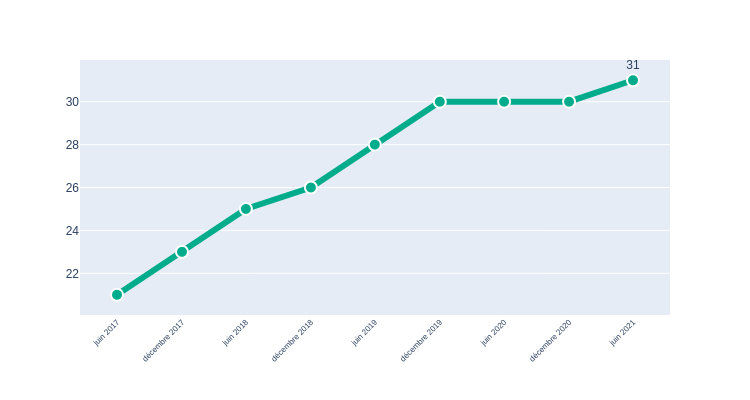 31
30
28
26
24
22
juin 2017
décembre 2017
juin 2018
décembre 2018
juin 2019
décembre 2019
juin 2020
décembre 2020
juin 2021